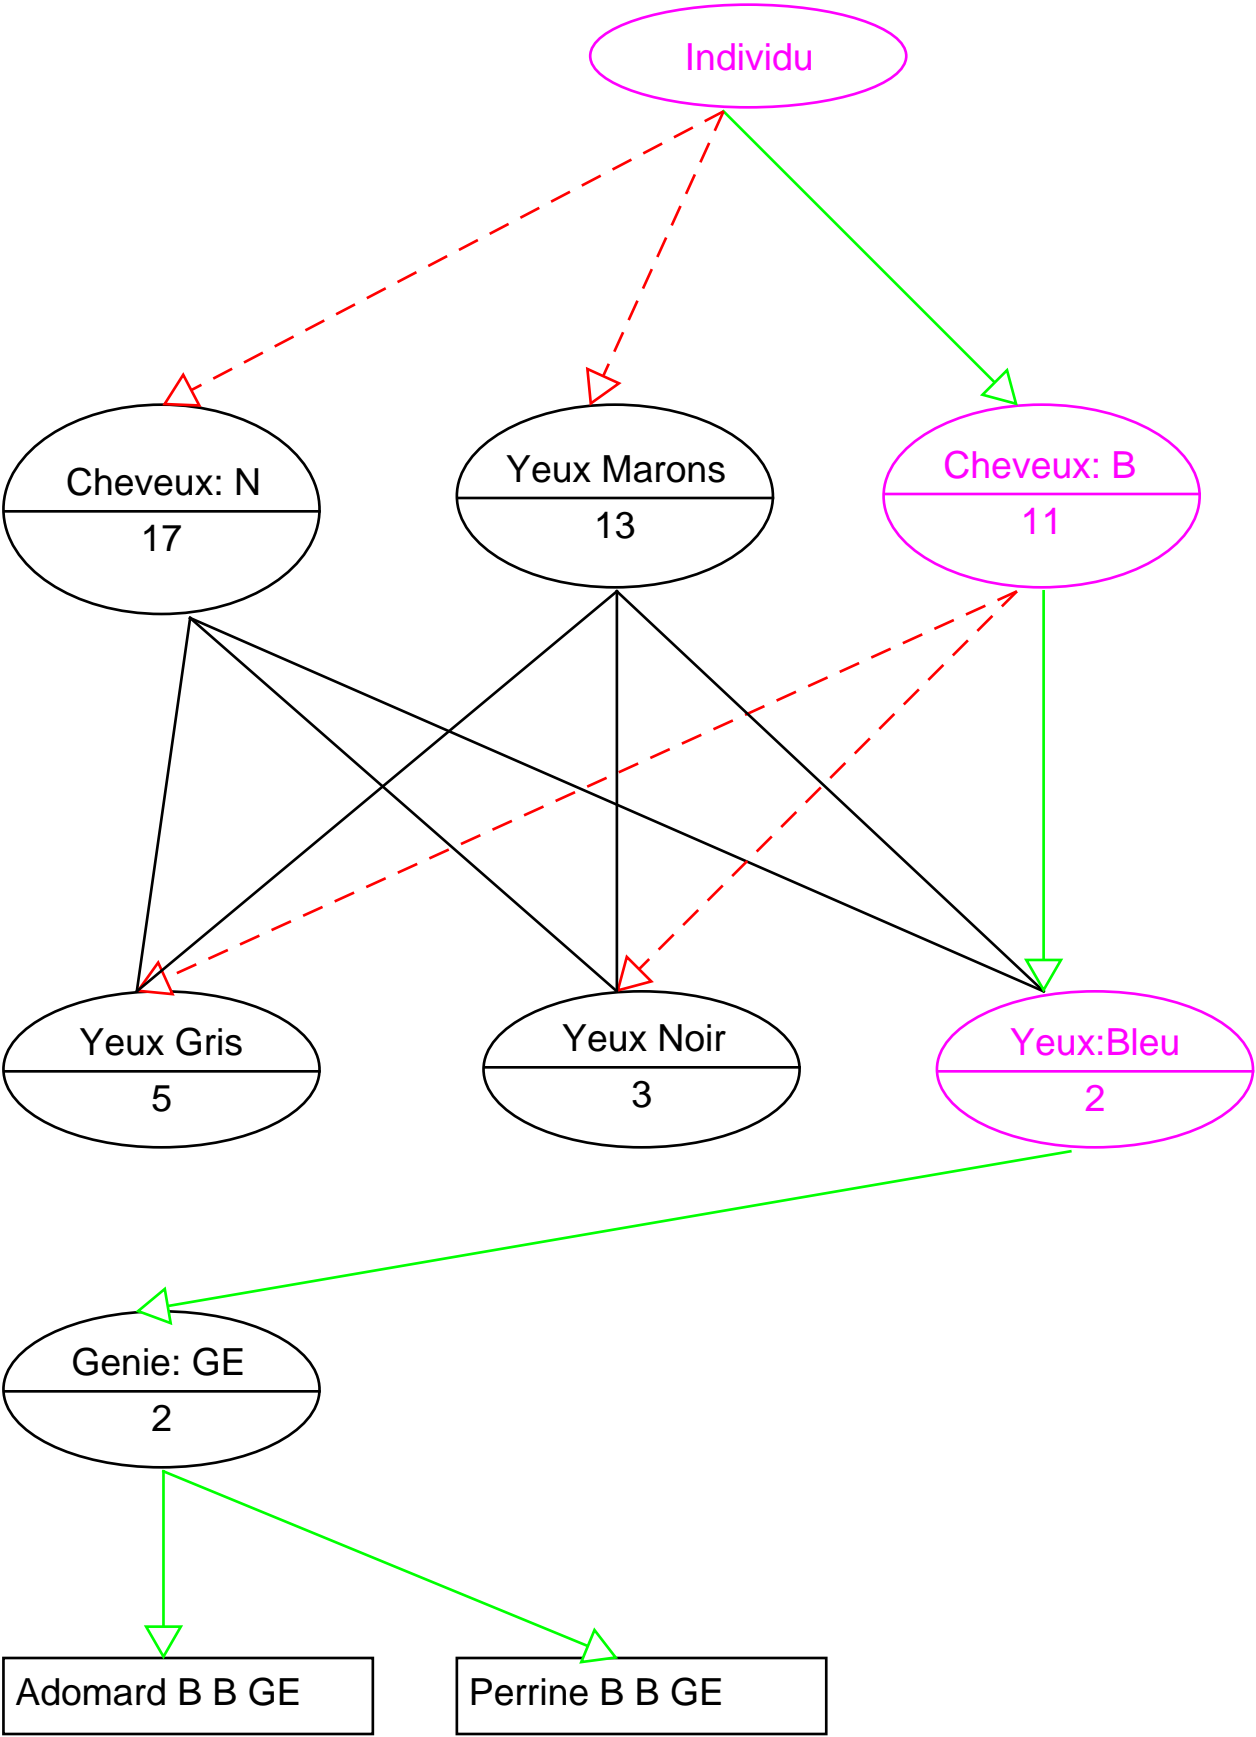 Individu
Cheveux: N
17
Yeux Marons
13
Cheveux: B
11
Yeux Gris
5
Yeux Noir
3
Yeux:Bleu
2
Genie: GE
2
Adomard B B GE
Perrine B B GE